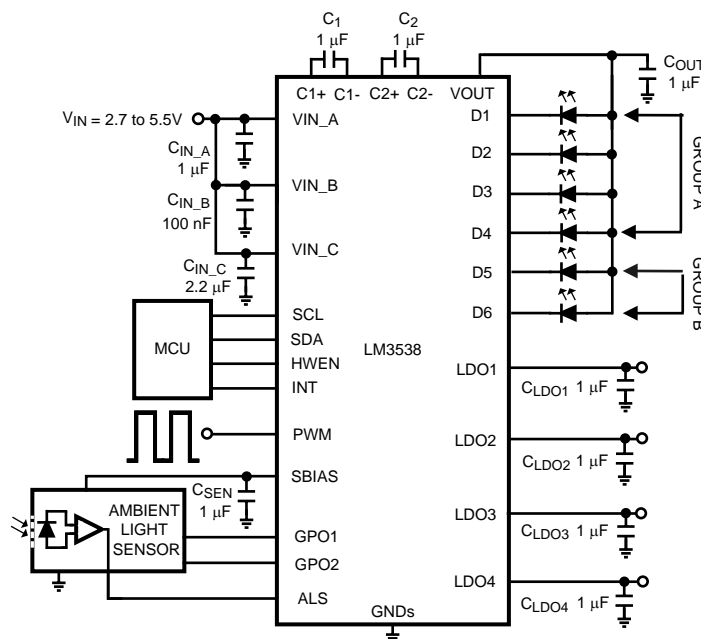 C1
1 µF
C2
1 µF
C1+ C1- C2+ C2- VOUT
COUT
1 µF
VIN = 2.7 to 5.5V
VIN_A
CIN_A
1 µF
VIN_B
CIN_B
100 nF
VIN_C
CIN_C
2.2 µF
D1
D2
D3
D4
D5
D6
GROUP A
GROUP B
MCU
SCL
SDA
HWEN
INT
LM3538
PWM
SBIAS
CSEN
1 µF
AMBIENT
LIGHT
SENSOR
GPO1
GPO2
ALS
GNDs
LDO1
CLDO1 1 µF
LDO2
CLDO2 1 µF
LDO3
CLDO3 1 µF
LDO4
CLDO4 1 µF